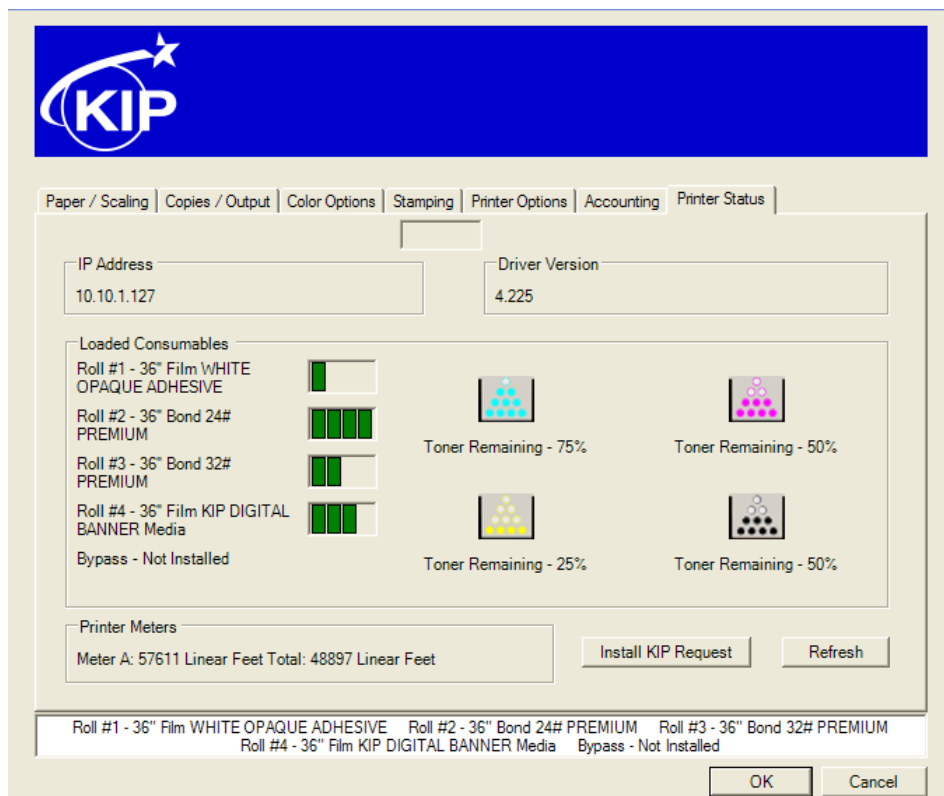 KIP
Paper / Scaling Copies / Output Color Options Stamping Printer Options Accounting Printer Status
IP Address
10.10.1.127
Driver Version
4.225
Loaded Consumables
Roll #1 - 36" Film WHITE
OPAQUE ADHESIVE
Roll #2 - 36" Bond 24#
PREMIUM
Roll #3 - 36" Bond 32#
PREMIUM
Roll #4 - 36" Film KIP DIGITAL
BANNER Media
Bypass - Not Installed
Toner Remaining - 75%
Toner Remaining - 50%
Toner Remaining - 25%
Toner Remaining - 50%
Printer Meters
Meter A: 57611 Linear Feet Total: 48897 Linear Feet
Install KIP Request
Refresh
Roll #1 - 36" Film WHITE OPAQUE ADHESIVE Roll #2 - 36" Bond 24# PREMIUM Roll #3 - 36" Bond 32# PREMIUM
Roll #4 - 36" Film KIP DIGITAL BANNER Media Bypass - Not Installed
OK
Cancel